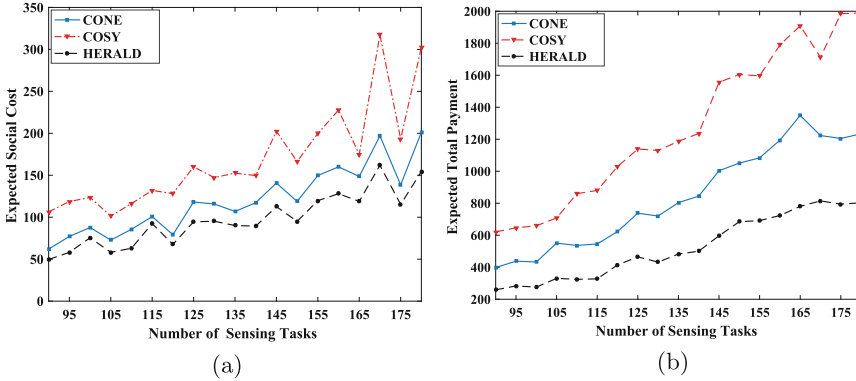 350
300
250
200
150
100
50
0
Expected Social Cost
CONE
COSY
HERALD
95 105 115 125 135 145 155 165 175
Number of Sensing Tasks
(a)
2000
1800
1600
1400
1200
1000
800
600
400
200
Expected Total Payment
CONE
COSY
HERALD
95 105 115 125 135 145 155 165 175
Number of Sensing Tasks
(b)